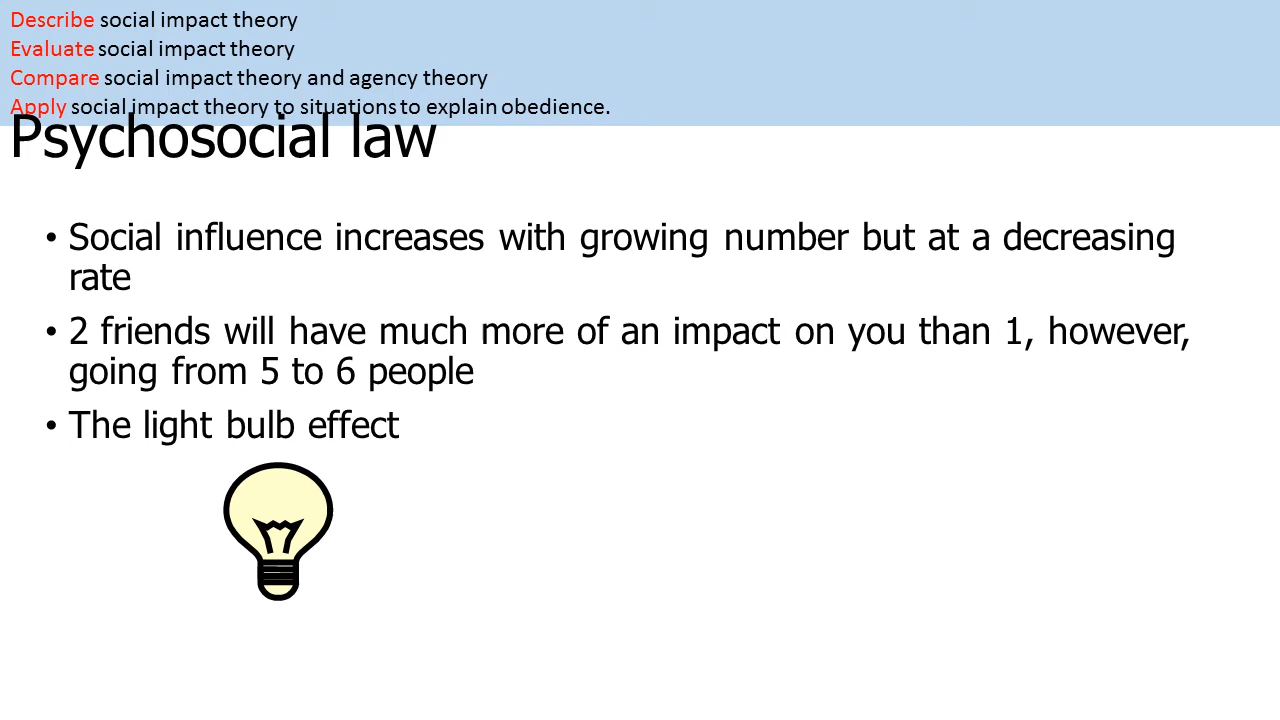 Describe social impact theory
Evaluate social impact theory
Compare social impact theory and agency theory
Apply social impact theory to situations to explain obedience.
Psychosocial law
• Social influence increases with growing number but at a decreasing
rate
• 2 friends will have much more of an impact on you than 1, however,
going from 5 to 6 people
• The light bulb effect